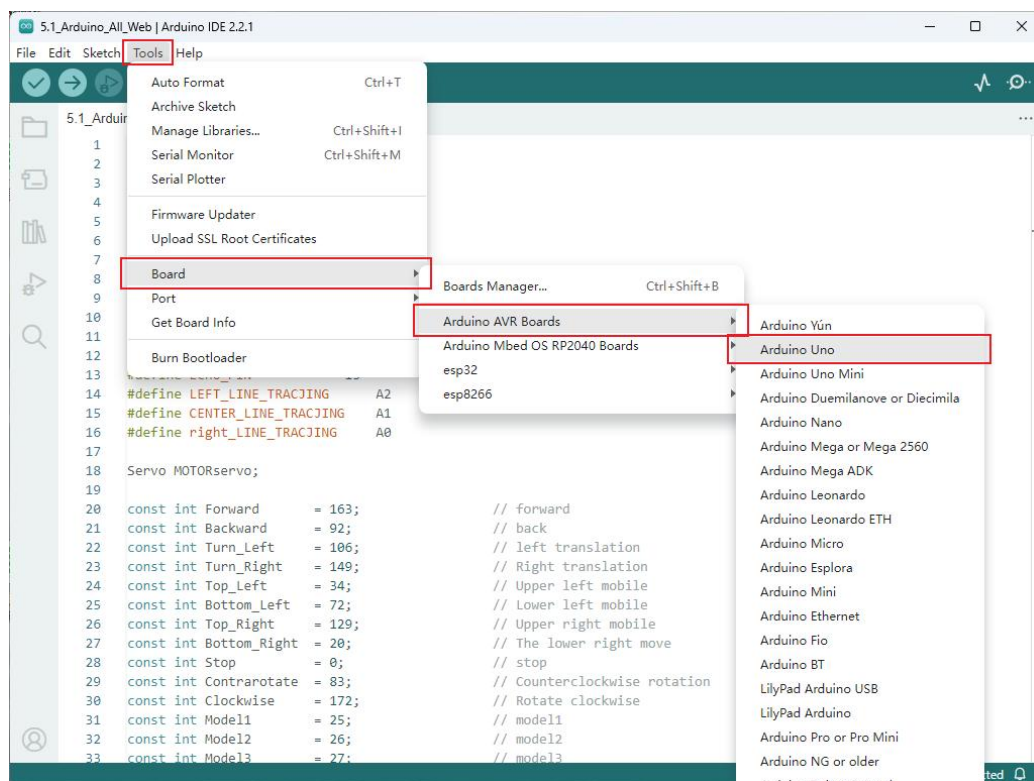 5.1_Arduino_All_Web | Arduino IDE 2.2.1
File Edit Sketch Tools Help
Auto Format Ctrl+T
Archive Sketch
Manage Libraries... Ctrl+Shift+I
Serial Monitor Ctrl+Shift+M
Serial Plotter
Firmware Updater
Upload SSL Root Certificates
Board
Port
Get Board Info
Burn Bootloader
Boards Manager... Ctrl+Shift+B
Arduino AVR Boards
Arduino Mbed OS RP2040 Boards
esp32
esp8266
Arduino Yún
Arduino Uno
Arduino Uno Mini
Arduino Duemilanove or Diecimila
Arduino Nano
Arduino Mega or Mega 2560
Arduino Mega ADK
Arduino Leonardo
Arduino Leonardo ETH
Arduino Micro
Arduino Esplora
Arduino Mini
Arduino Ethernet
Arduino Fio
Arduino BT
LilyPad Arduino USB
LilyPad Arduino
Arduino Pro or Pro Mini
Arduino NG or older
5.1_Arduir
1
2
3
4
5
6
7
8
9
10
11
12
13
14 #define LEFT_LINE_TRACJING A2
15 #define CENTER_LINE_TRACJING A1
16 #define right_LINE_TRACJING A0
17
18 Servo MOTORservo;
19
20 const int Forward = 163; // forward
21 const int Backward = 92; // back
22 const int Turn_Left = 106; // left translation
23 const int Turn_Right = 149; // Right translation
24 const int Top_Left = 34; // Upper left mobile
25 const int Bottom_Left = 72; // Lower left mobile
26 const int Top_Right = 129; // Upper right mobile
27 const int Bottom_Right = 20; // The lower right move
28 const int Stop = 0; // stop
29 const int Contrarotate = 83; // Counterclockwise rotation
30 const int Clockwise = 172; // Rotate clockwise
31 const int Model1 = 25; // model1
32 const int Model2 = 26; // model2
33 const int Model3 = 27; // model3